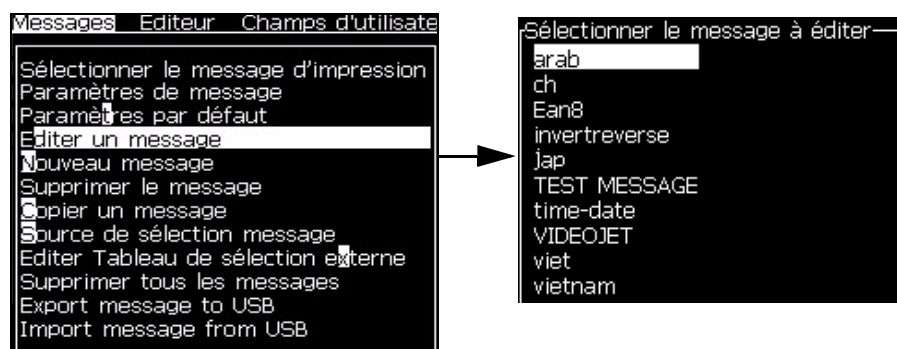 Messages Editeur Champs d'utilisate
Sélectionner le message d'impression
Paramètres de message
Paramètres par défaut
Editer un message
Nouveau message
Supprimer le message
Copier un message
Source de sélection message
Editer Tableau de sélection externe
Supprimer tous les messages
Export message to USB
Import message from USB
Sélectionner le message à éditer
arab
ch
Ean8
invertreverse
jap
TEST MESSAGE
time-date
VIDEOJET
viet
vietnam